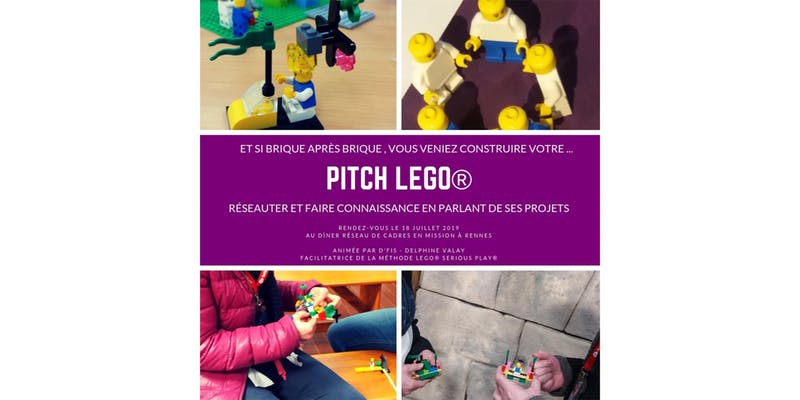 ET SI BRIQUE APRÈS BRIQUE , VOUS VENIEZ CONSTRUIRE VOTRE ...
PITCH LEGO®
RÉSEAUTER ET FAIRE CONNAISSANCE EN PARLANT DE SES PROJETS
RENDEZ-VOUS LE 18 JUILLET 2019
AU DÎNER RÉSEAU DE CADRES EN MISSION À RENNES
ANIMÉE PAR D'FIS - DELPHINE VALAY
FACILITATRICE DE LA MÉTHODE LEGO® SERIOUS PLAY®